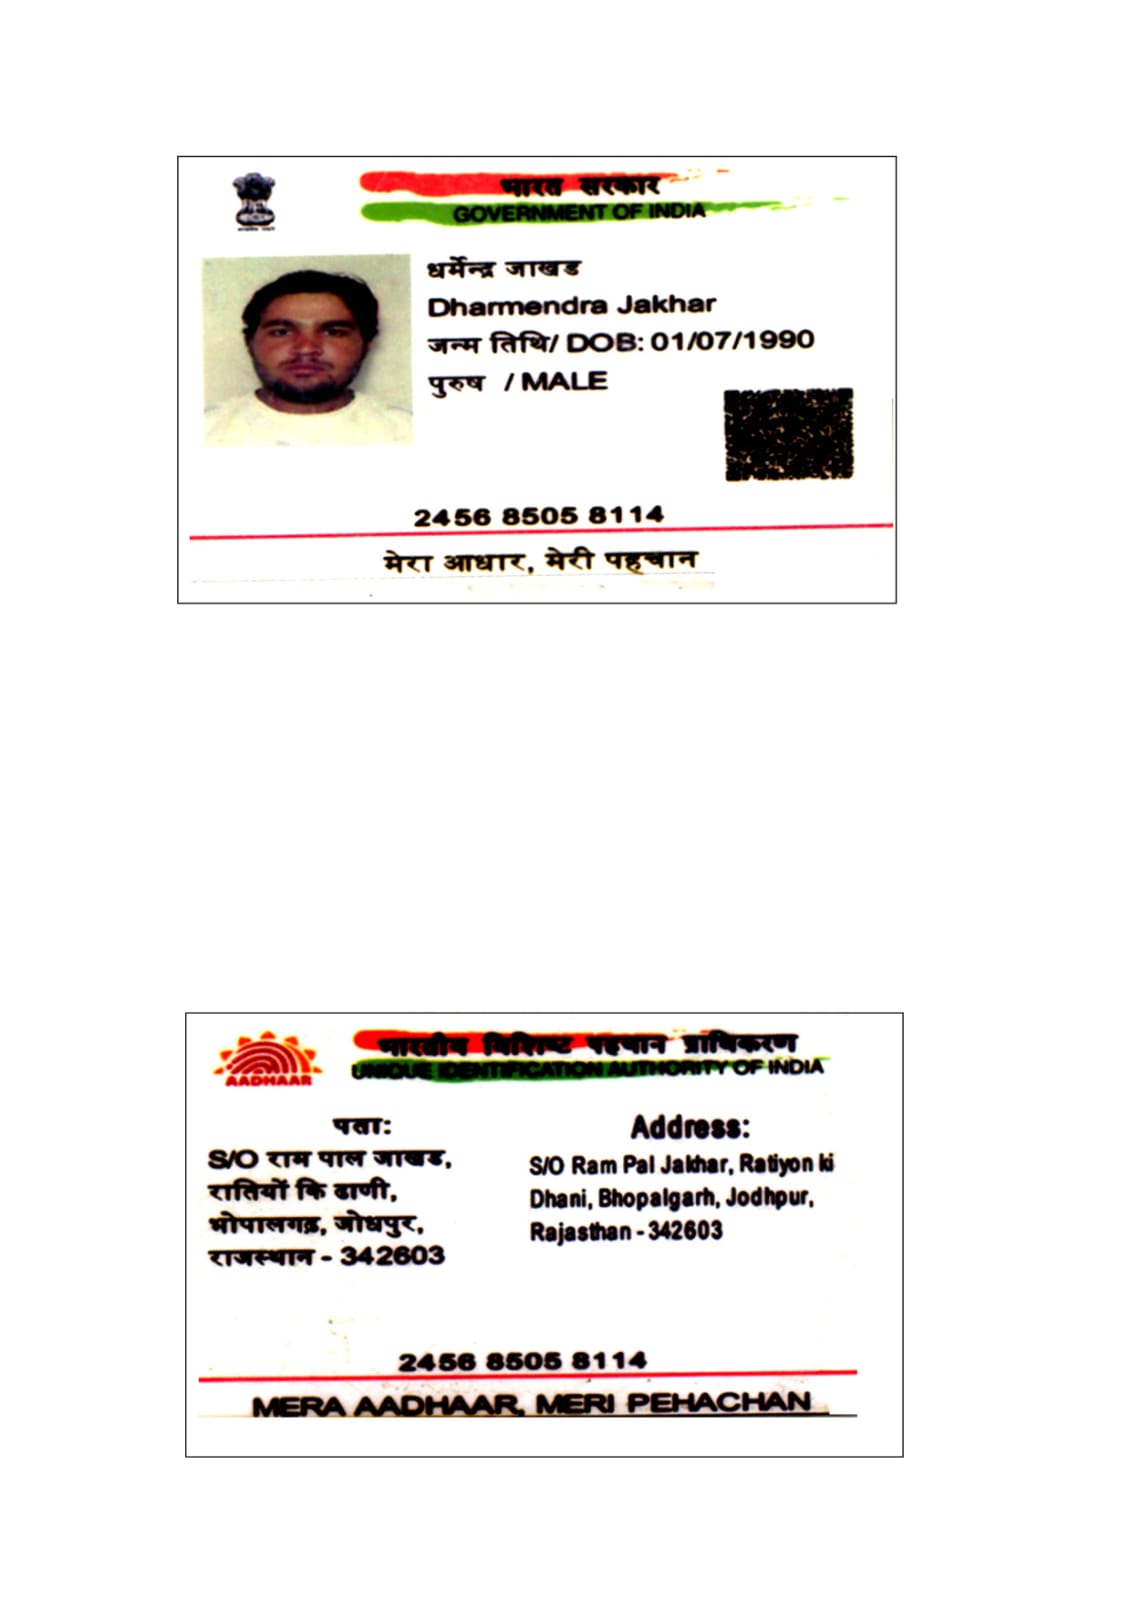 भारत सरकार
GOVERNMENT OF INDIA
धर्मेन्द्र जाखड
Dharmendra Jakhar
जन्म तिथि/ DOB: 01/07/1990
पुरुष / MALE
2456 8505 8114
मेरा आधार, मेरी पहचान
भारतीय विशिष्ट पहचान प्राधिकरण
UNIQUE IDENTIFICATION AUTHORITY OF INDIA
AADHAAR
पता:
S/O राम पाल जाखड,
रातियों कि ढाणी,
भोपालगढ़, जोधपुर,
राजस्थान - 342603
Address:
S/O Ram Pal Jakhar, Ratiyon ki
Dhani, Bhopalgarh, Jodhpur,
Rajasthan - 342603
2456 8505 8114
MERA AADHAAR, MERI PEHACHAN